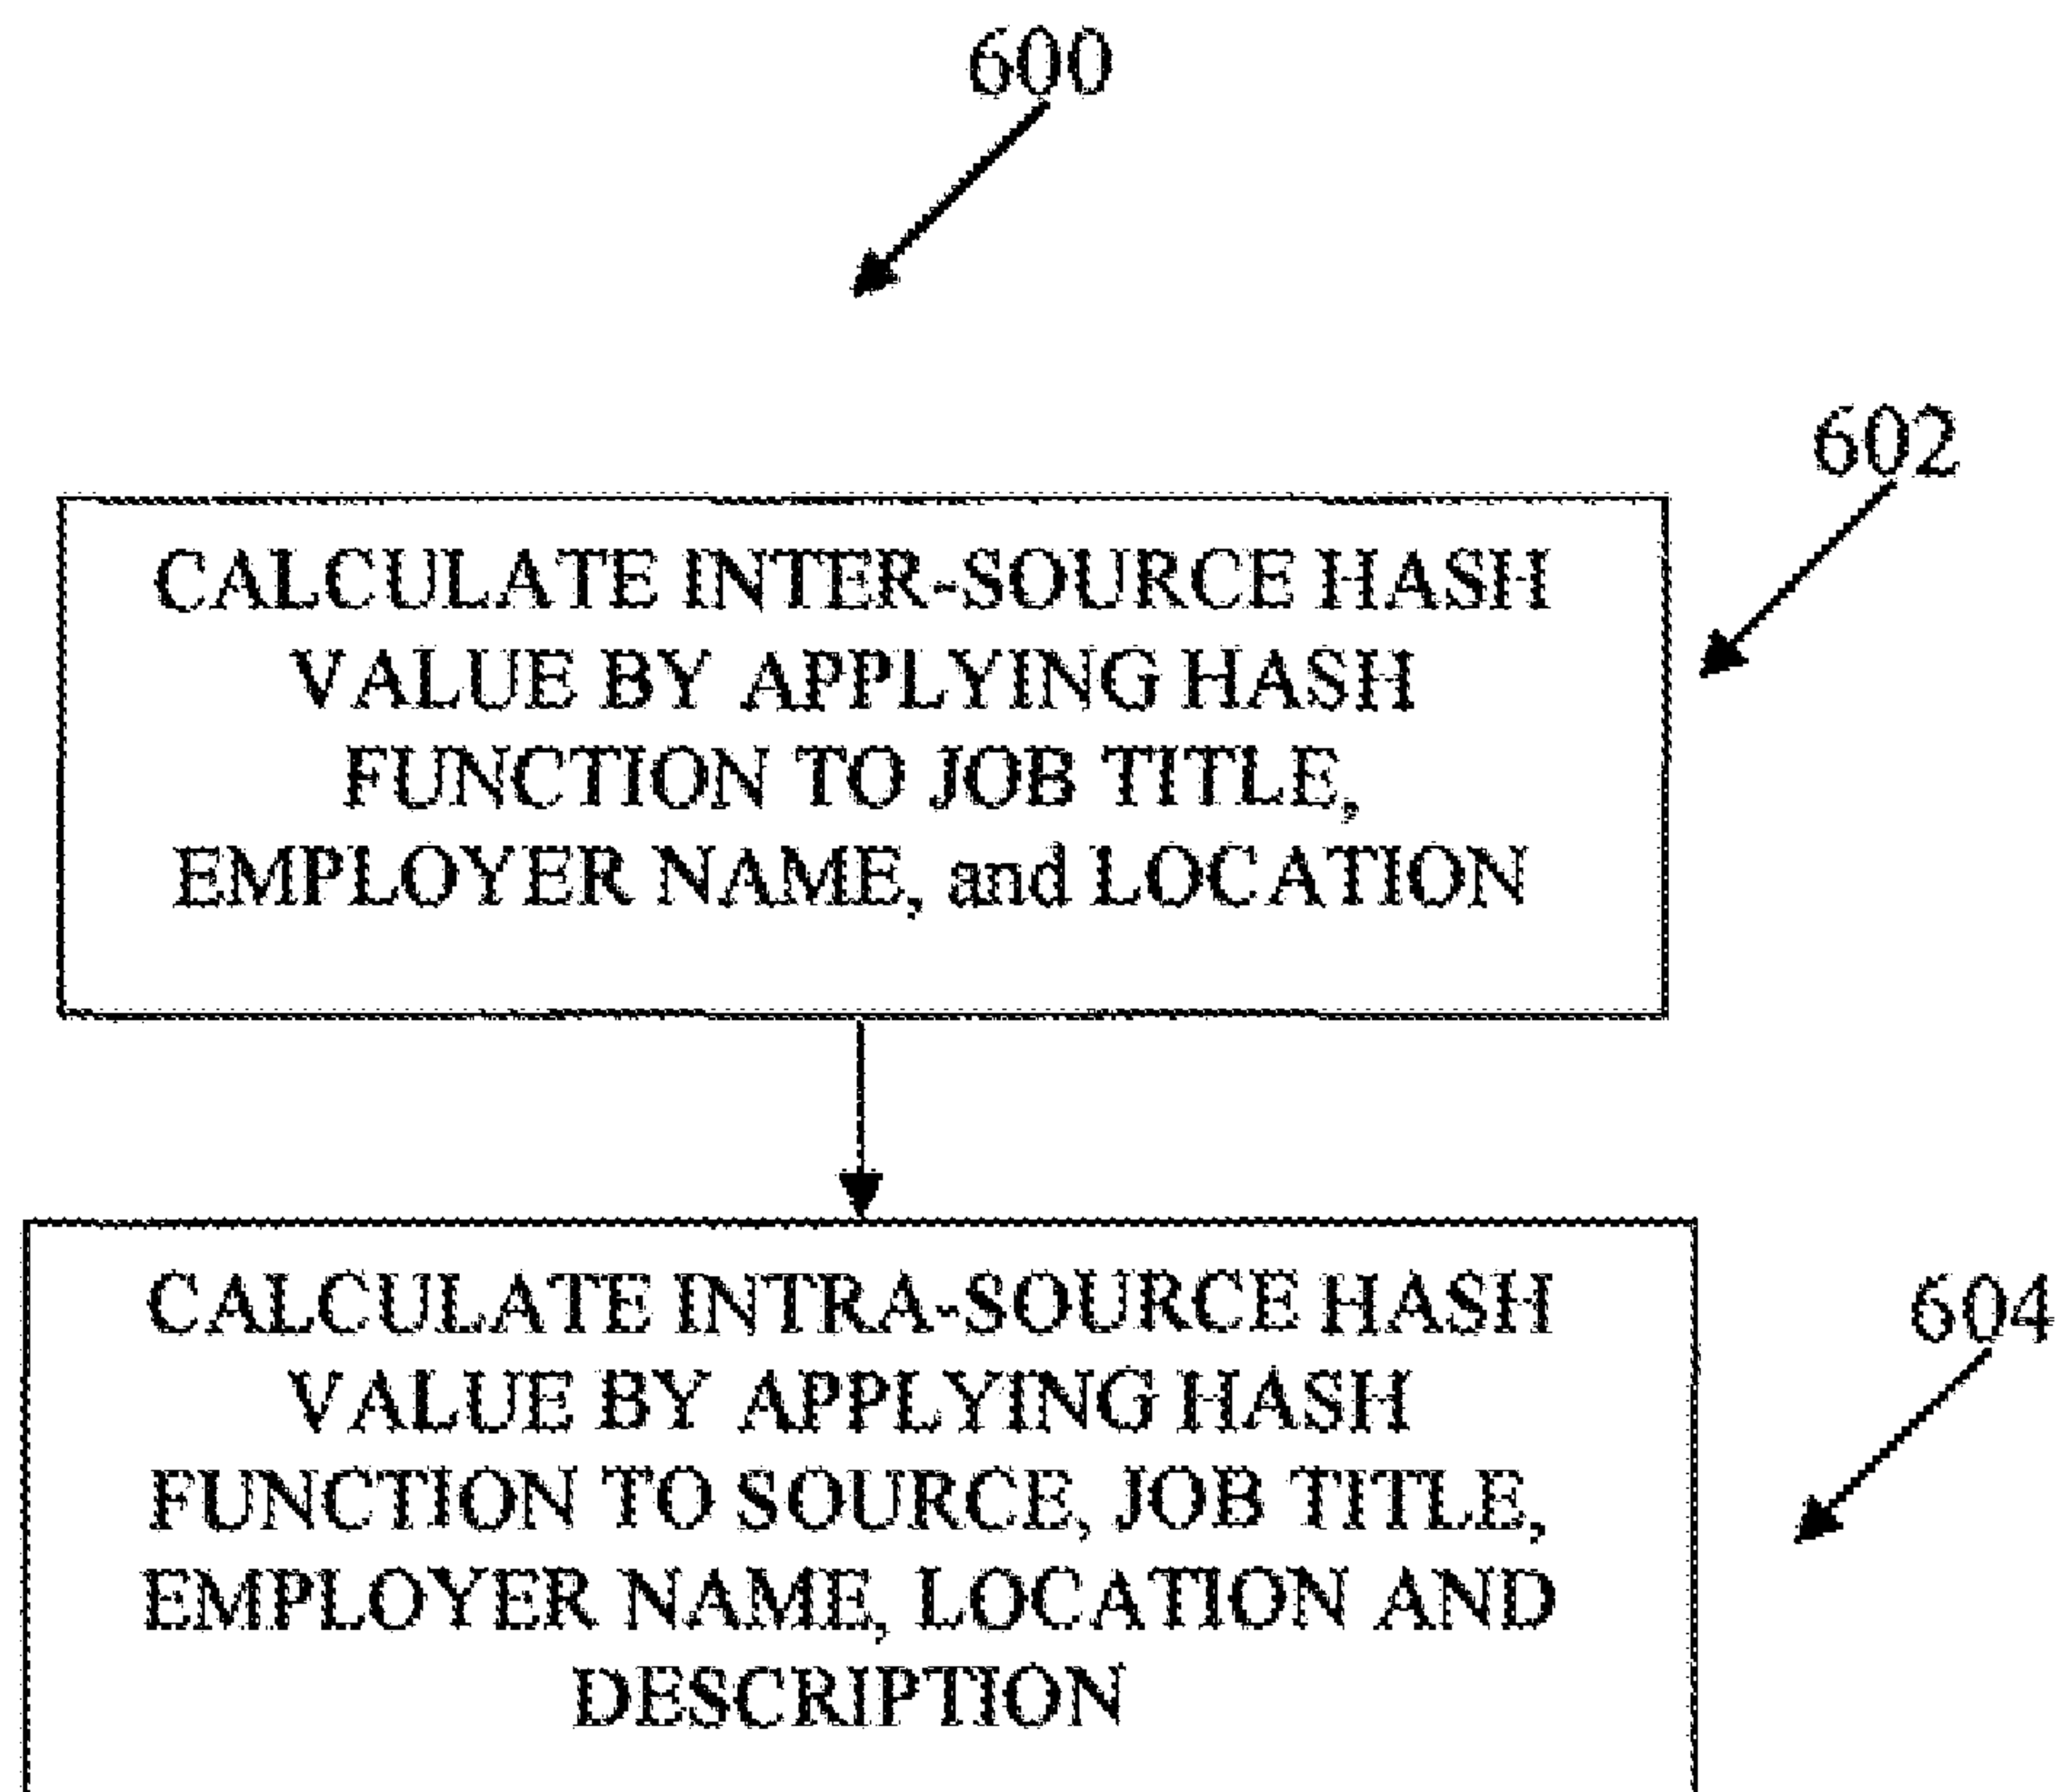 600
602
CALCULATE INTER-SOURCE HASH
VALUE BY APPLYING HASH
FUNCTION TO JOB TITLE,
EMPLOYER NAME, and LOCATION
604
CALCULATE INTRA-SOURCE HASH
VALUE BY APPLYING HASH
FUNCTION TO SOURCE, JOB TITLE,
EMPLOYER NAME, LOCATION AND
DESCRIPTION